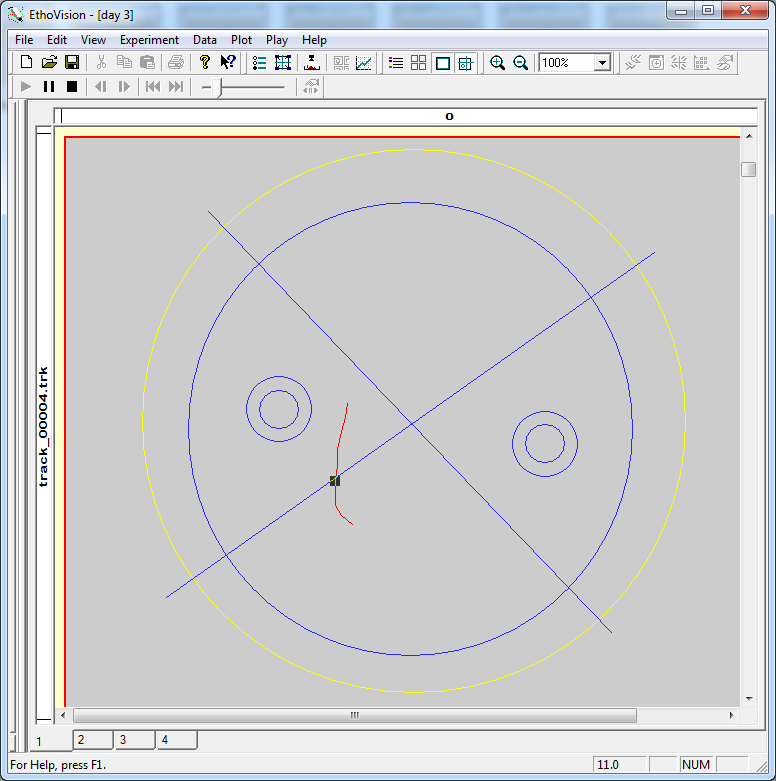 EthoVision - [day 3]
File Edit View Experiment Data Plot Play Help
100%
o
track_00004.trk
1 2 3 4
For Help, press F1.
11.0 NUM